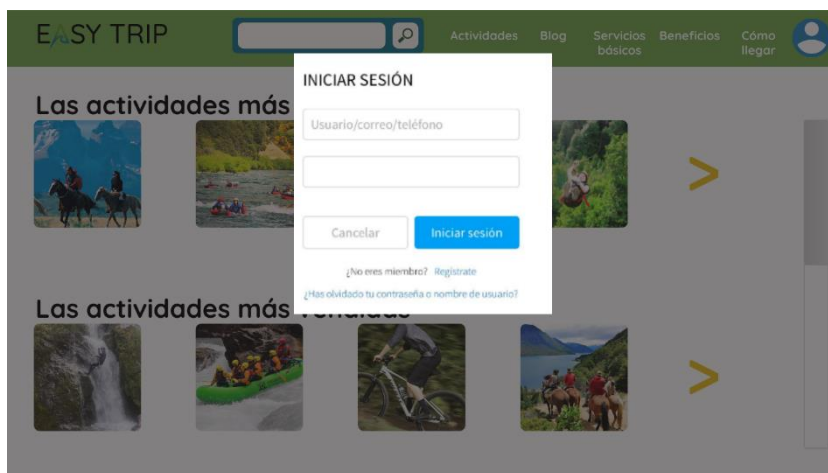 EASY TRIP
Actividades
Blog
Servicios
básicos
Beneficios
Cómo
llegar
Las actividades más
INICIAR SESIÓN
Usuario/correo/teléfono
Cancelar
Iniciar sesión
¿No eres miembro? Regístrate
¿Has olvidado tu contraseña o nombre de usuario?
Las actividades más vendidas
>
>